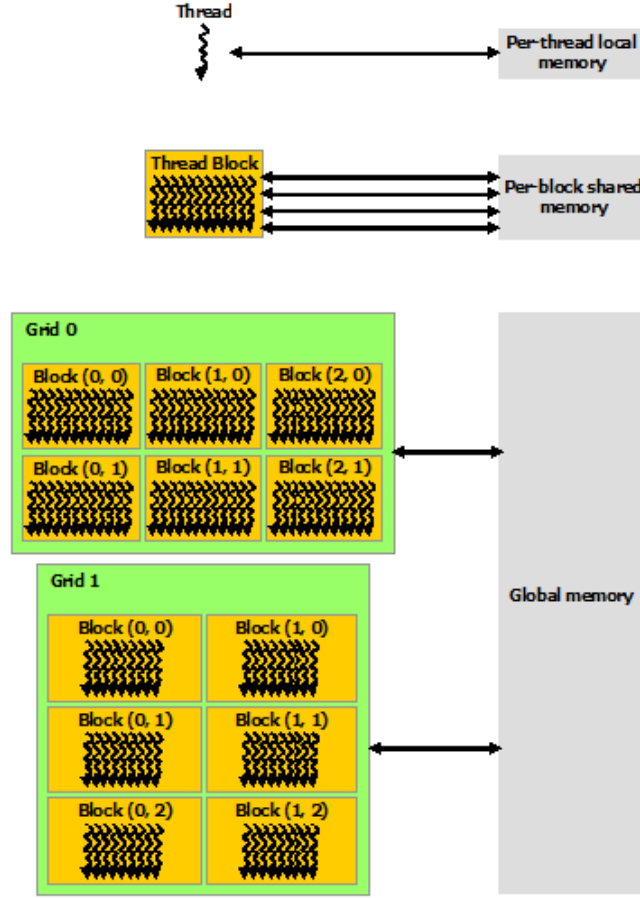 Thread
Per-thread local
memory
Thread Block
Per-block shared
memory
Grid 0
Block (0, 0) Block (1, 0) Block (2, 0)
Block (0, 1) Block (1, 1) Block (2, 1)
Global memory
Grid 1
Block (0, 0) Block (1, 0)
Block (0, 1) Block (1, 1)
Block (0, 2) Block (1, 2)